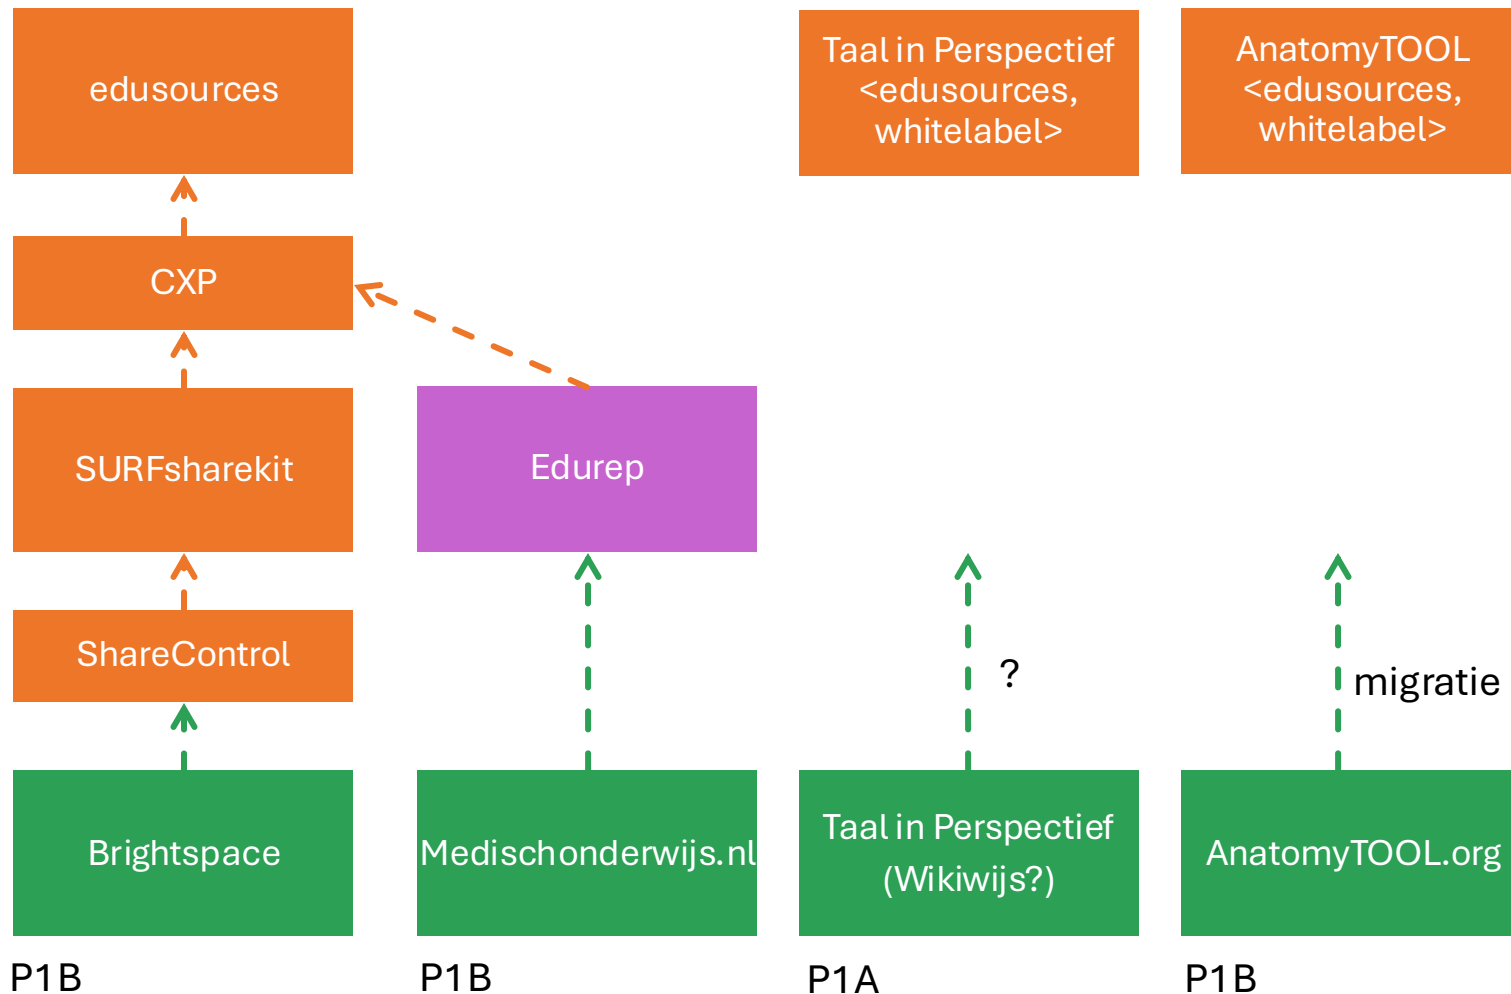 edusources
Taal in Perspectief
<edusources,
whitelabel>
AnatomyTOOL
<edusources,
whitelabel>
CXP
SURFsharekit
Edurep
ShareControl
?
migratie
Brightspace
Medischonderwijs.nl
Taal in Perspectief
(Wikiwijs?)
AnatomyTOOL.org
P1B
P1B
P1A
P1B